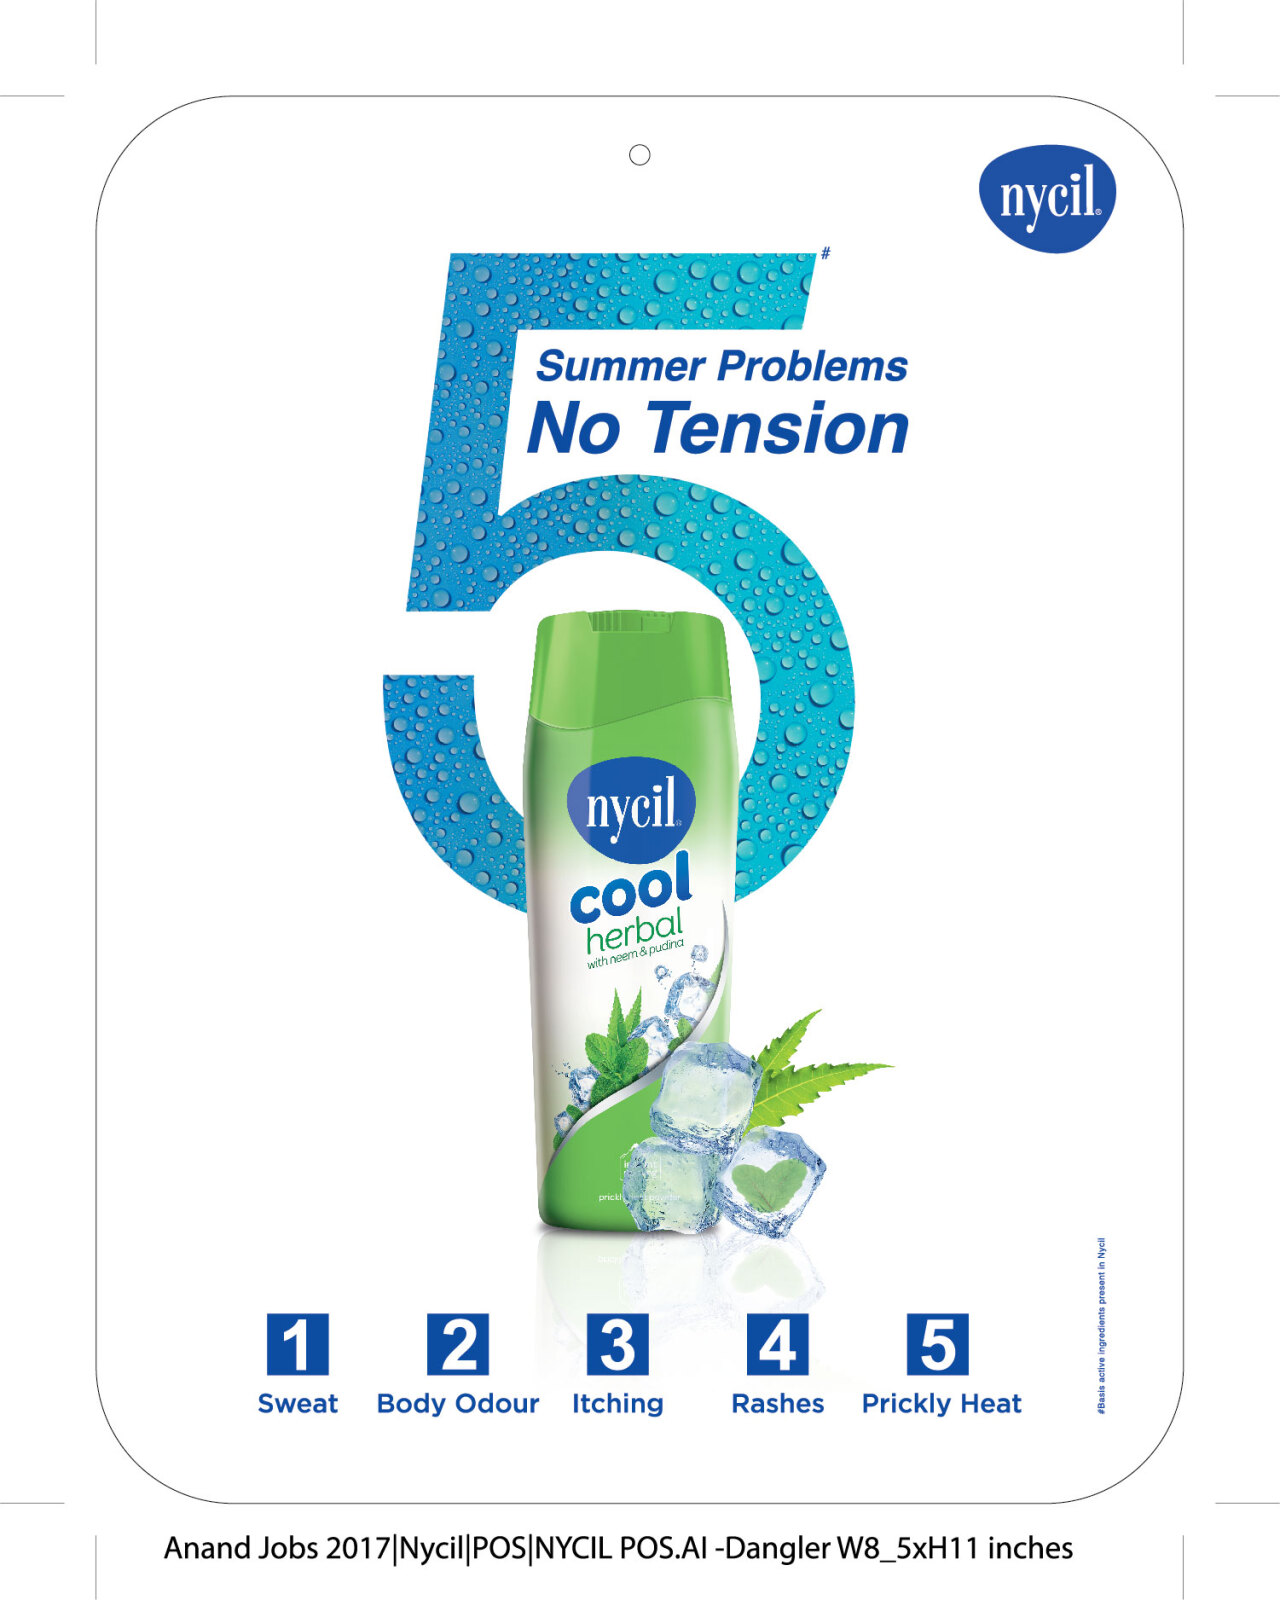 nycil®
5#
Summer Problems
No Tension
nycil
cool
herbal
with neem & pudina
1
2
3
4
5
Sweat
Body Odour
Itching
Rashes
Prickly Heat
#Basis active ingredients present in Nycil
Anand Jobs 2017|Nycil|POS|NYCIL POS.AI -Dangler W8_5xH11 inches